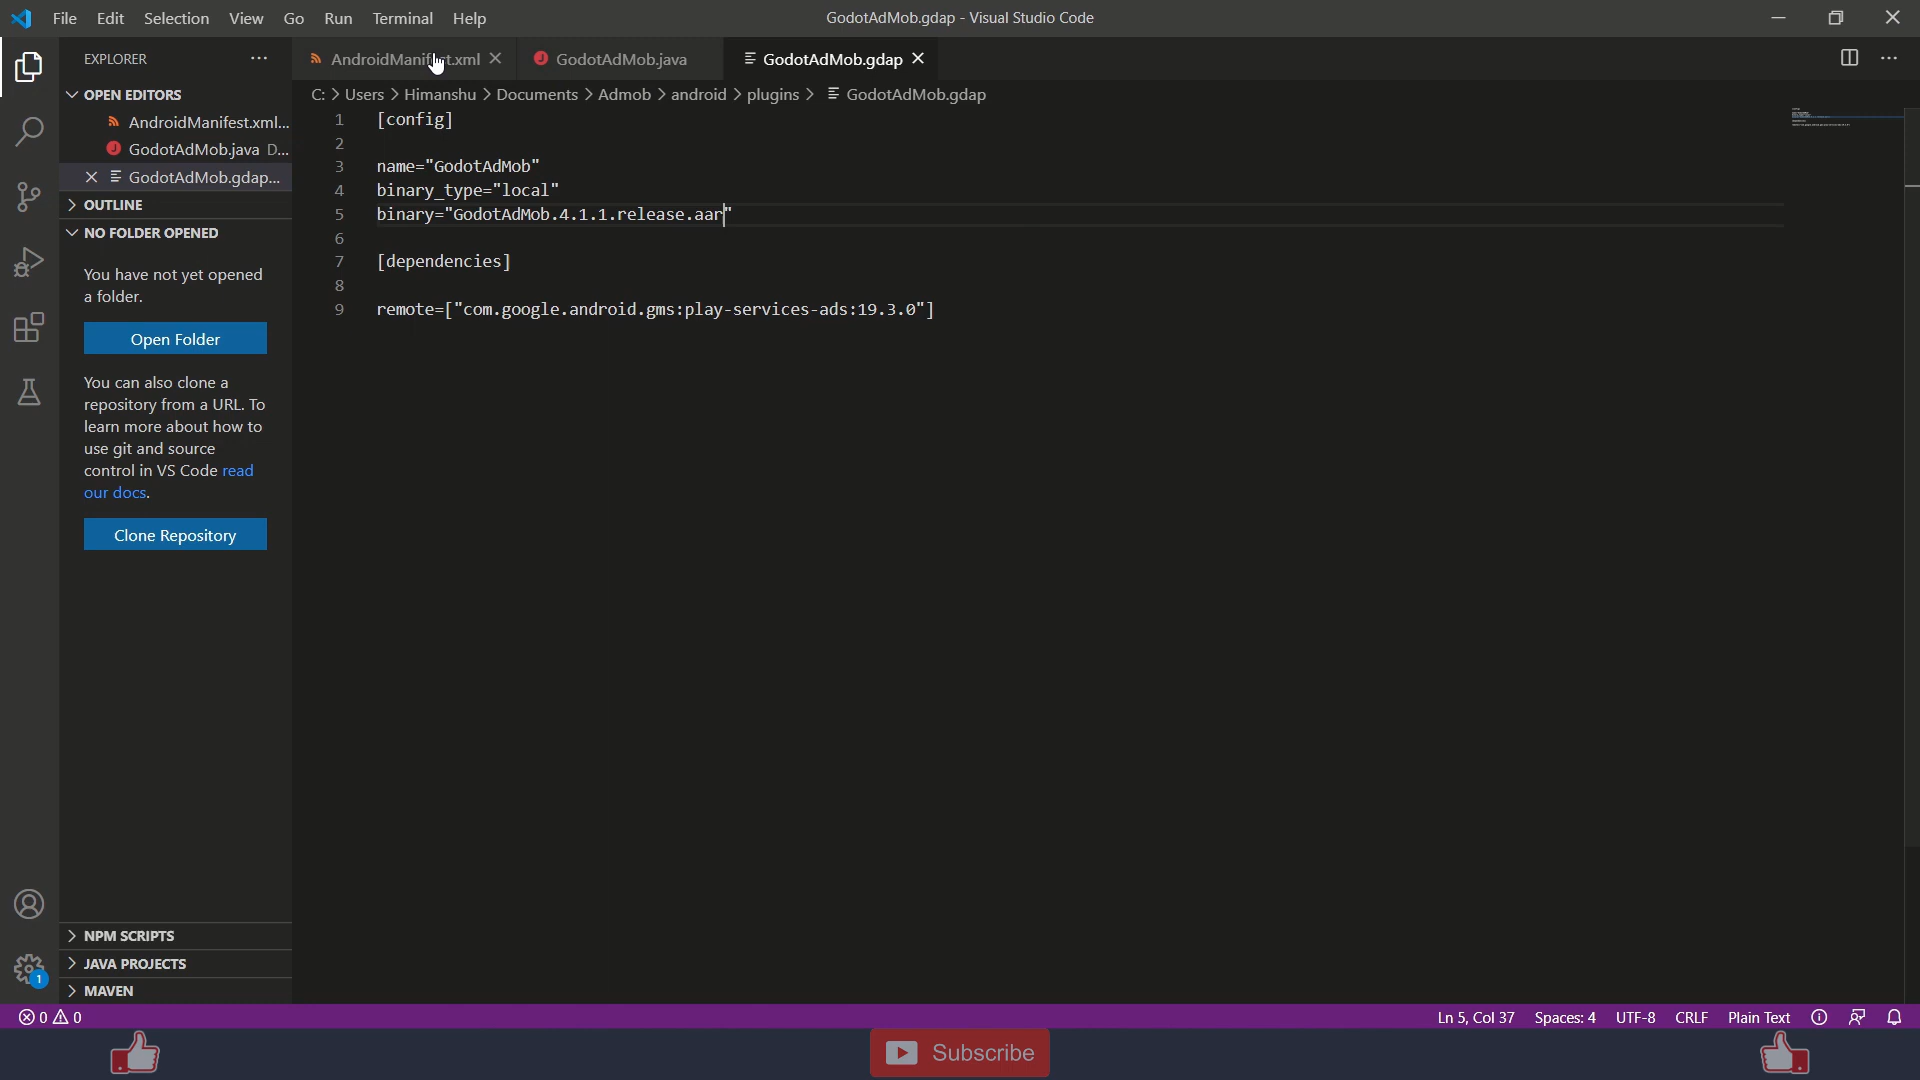 File Edit Selection View Go Run Terminal Help
GodotAdMob.gdap - Visual Studio Code
EXPLORER
AndroidManifest.xml
GodotAdMob.java
GodotAdMob.gdap
OPEN EDITORS
AndroidManifest.xml...
GodotAdMob.java D...
GodotAdMob.gdap...
OUTLINE
NO FOLDER OPENED
You have not yet opened
a folder.
Open Folder
You can also clone a
repository from a URL. To
learn more about how to
use git and source
control in VS Code read
our docs.
Clone Repository
NPM SCRIPTS
JAVA PROJECTS
MAVEN
C: > Users > Himanshu > Documents > Admob > android > plugins > GodotAdMob.gdap
1 [config]
2
3 name="GodotAdMob"
4 binary_type="local"
5 binary="GodotAdMob.4.1.1.release.aar"
6
7 [dependencies]
8
9 remote=["com.google.android.gms:play-services-ads:19.3.0"]
1
0 0
Ln 5, Col 37 Spaces: 4 UTF-8 CRLF Plain Text
Subscribe